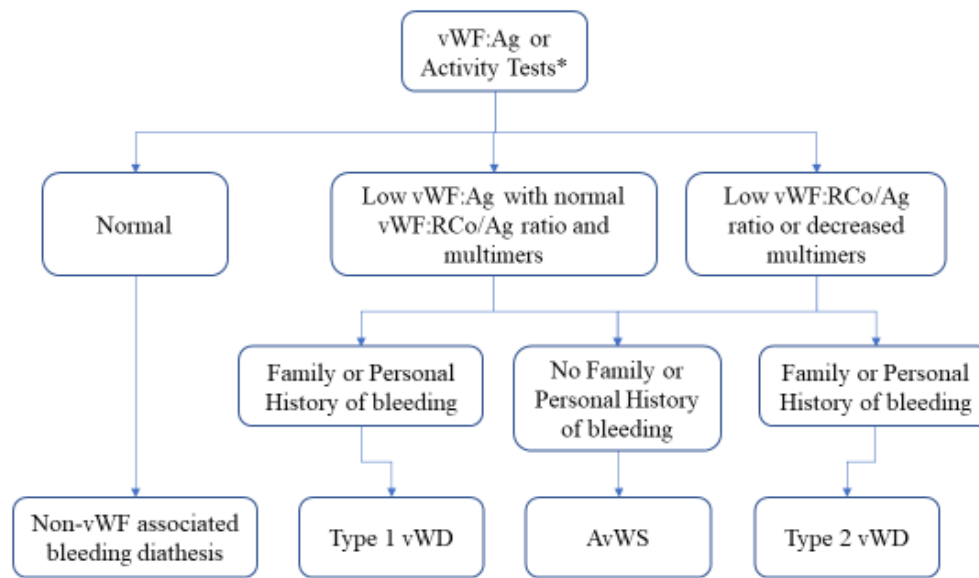 vWF:Ag or
Activity Tests*
Normal
Low vWF:Ag with normal
vWF:RCo/Ag ratio and
multimers
Low vWF:RCo/Ag
ratio or decreased
multimers
Family or Personal
History of bleeding
No Family or
Personal History
of bleeding
Family or Personal
History of bleeding
Non-vWF associated
bleeding diathesis
Type 1 vWD
AvWS
Type 2 vWD